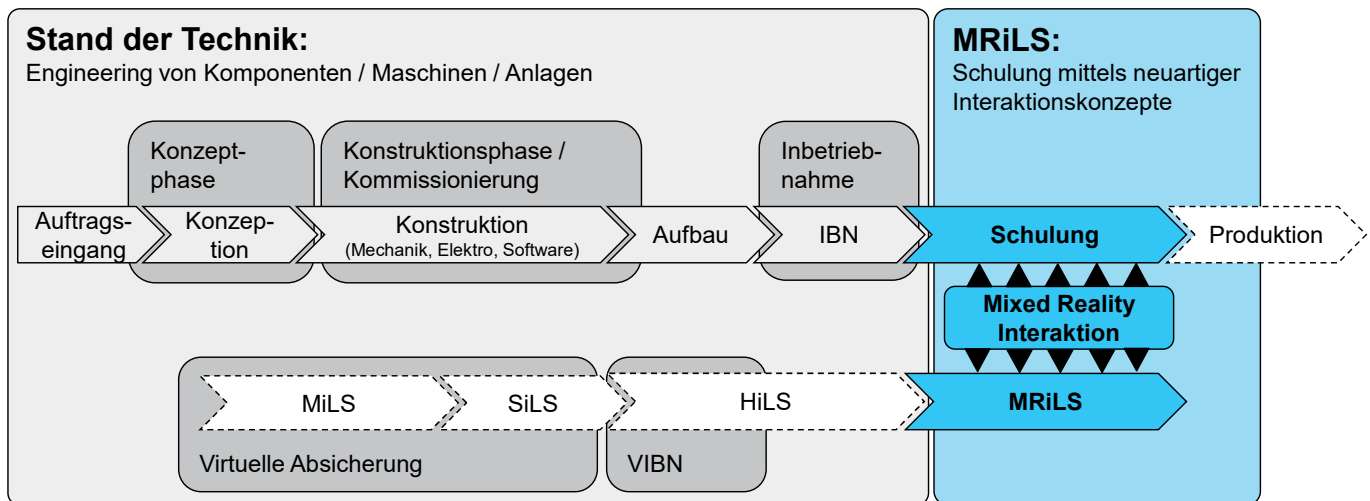 Stand der Technik:
Engineering von Komponenten / Maschinen / Anlagen
MRiLS:
Schulung mittels neuartiger
Interaktionskonzepte
Konzept-
phase
Konstruktionsphase /
Kommissionierung
Inbetrieb-
nahme
Auftrags-
eingang
Konzep-
tion
Konstruktion
(Mechanik, Elektro, Software)
Aufbau
IBN
Schulung
Produktion
Mixed Reality
Interaktion
MiLS
SiLS
HiLS
MRiLS
Virtuelle Absicherung
VIBN